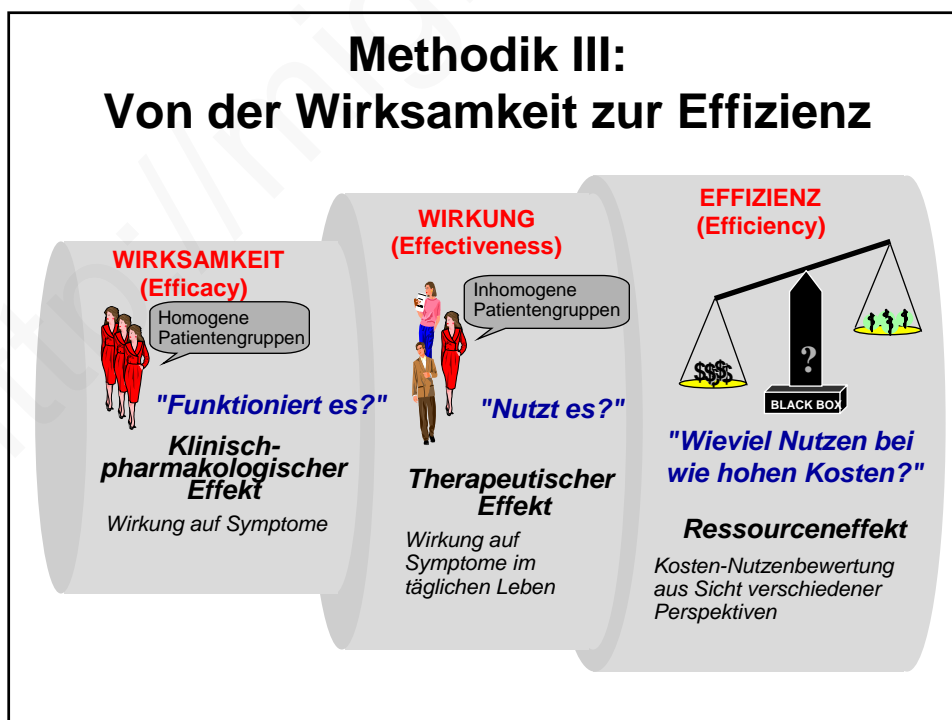 Methodik III:
Von der Wirksamkeit zur Effizienz
WIRKSAMKEIT
(Efficacy)
Homogene
Patientengruppen
"Funktioniert es?"
Klinisch-
pharmakologischer
Effekt
Wirkung auf Symptome
WIRKUNG
(Effectiveness)
Inhomogene
Patientengruppen
"Nutzt es?"
Therapeutischer
Effekt
Wirkung auf
Symptome im
täglichen Leben
EFFIZIENZ
(Efficiency)
$$$$
?
BLACK BOX
"Wieviel Nutzen bei
wie hohen Kosten?"
Ressourceneffekt
Kosten-Nutzenbewertung
aus Sicht verschiedener
Perspektiven